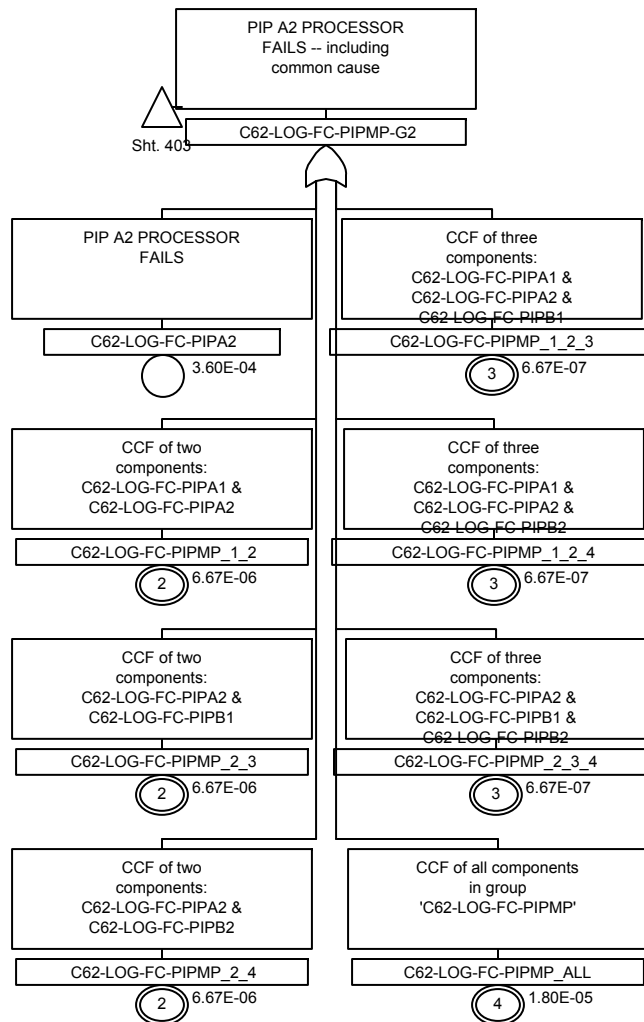 PIP A2 PROCESSOR
FAILS -- including
common cause
C62-LOG-FC-PIPMP-G2
Sht. 403
PIP A2 PROCESSOR
FAILS
C62-LOG-FC-PIPA2
3.60E-04
CCF of three
components:
C62-LOG-FC-PIPA1 &
C62-LOG-FC-PIPA2 &
C62-LOG-FC-PIPB1
C62-LOG-FC-PIPMP_1_2_3
3
6.67E-07
CCF of two
components:
C62-LOG-FC-PIPA1 &
C62-LOG-FC-PIPA2
C62-LOG-FC-PIPMP_1_2
2
6.67E-06
CCF of three
components:
C62-LOG-FC-PIPA1 &
C62-LOG-FC-PIPA2 &
C62-LOG-FC-PIPB2
C62-LOG-FC-PIPMP_1_2_4
3
6.67E-07
CCF of two
components:
C62-LOG-FC-PIPA2 &
C62-LOG-FC-PIPB1
C62-LOG-FC-PIPMP_2_3
2
6.67E-06
CCF of three
components:
C62-LOG-FC-PIPA2 &
C62-LOG-FC-PIPB1 &
C62-LOG-FC-PIPB2
C62-LOG-FC-PIPMP_2_3_4
3
6.67E-07
CCF of two
components:
C62-LOG-FC-PIPA2 &
C62-LOG-FC-PIPB2
C62-LOG-FC-PIPMP_2_4
2
6.67E-06
CCF of all components
in group
'C62-LOG-FC-PIPMP'
C62-LOG-FC-PIPMP_ALL
4
1.80E-05